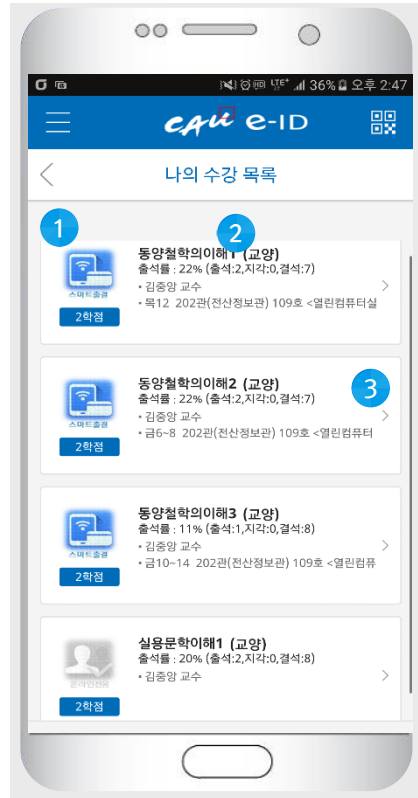 36% 오후 2:47
CAU e-ID
나의 수강 목록
1
2
3
동양철학의이해1 (교양)
출석률 : 22% (출석:2,지각:0,결석:7)
• 김중앙 교수
• 목12 202관(전산정보관) 109호 <열린컴퓨터실
스마트출결
2학점
동양철학의이해2 (교양)
출석률 : 22% (출석:2,지각:0,결석:7)
• 김중앙 교수
• 금6~8 202관(전산정보관) 109호 <열린컴퓨터
스마트출결
2학점
동양철학의이해3 (교양)
출석률 : 11% (출석:1,지각:0,결석:8)
• 김중앙 교수
• 금10~14 202관(전산정보관) 109호 <열린컴퓨
스마트출결
2학점
실용문학이해1 (교양)
출석률 : 20% (출석:2,지각:0,결석:8)
• 김중앙 교수
2학점